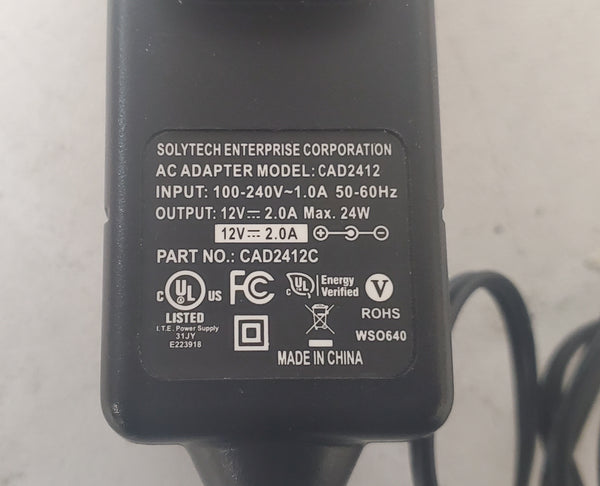 SOLYTECH ENTERPRISE CORPORATION
AC ADAPTER MODEL: CAD2412
INPUT: 100-240V~1.0A 50-60Hz
OUTPUT: 12V⎓2.0A Max. 24W
12V⎓2.0A
PART NO.: CAD2412C
C UL US
LISTED
I.T.E. Power Supply
31JY
E223918
FC
C UL
Energy
Verified
V
ROHS
WSO640
MADE IN CHINA